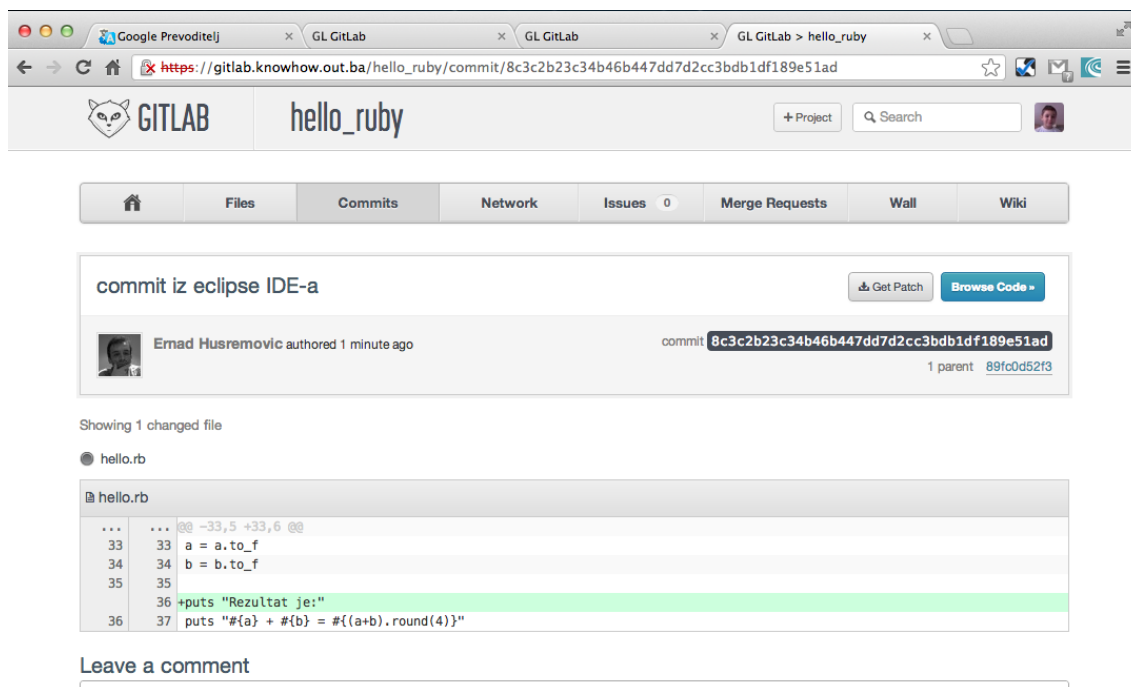 Google Prevoditelj × GL GitLab × GL GitLab × GL GitLab > hello_ruby ×
https://gitlab.knowhow.out.ba/hello_ruby/commit/8c3c2b23c34b46b447dd7d2cc3bdb1df189e51ad
GITLAB hello_ruby + Project Search
Files Commits Network Issues 0 Merge Requests Wall Wiki
commit iz eclipse IDE-a Get Patch Browse Code »
Ernad Husremovic authored 1 minute ago commit 8c3c2b23c34b46b447dd7d2cc3bdb1df189e51ad
1 parent 89fc0d52f3
Showing 1 changed file
hello.rb
hello.rb
... ... @@ -33,5 +33,6 @@
33 33 a = a.to_f
34 34 b = b.to_f
35 35
36 +puts "Rezultat je:"
36 37 puts "#{a} + #{b} = #{(a+b).round(4)}"
Leave a comment